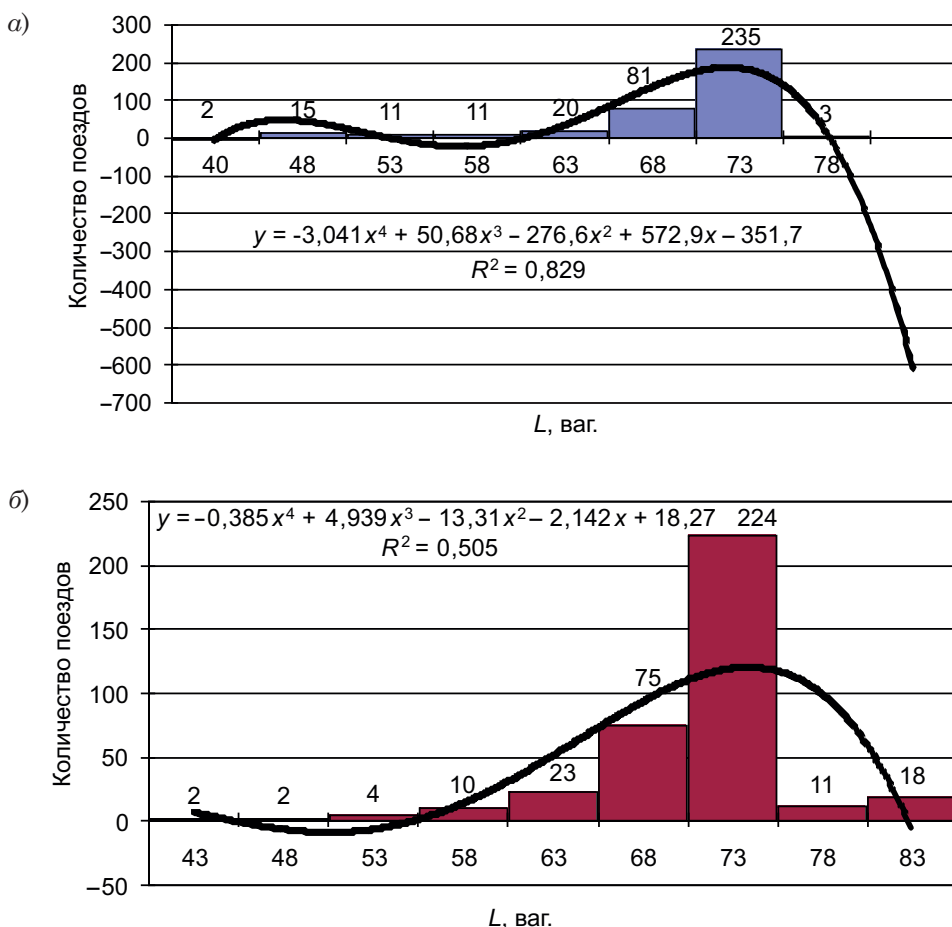 а)
Количество поездов
300
200
100
0
–100
–200
–300
–400
–500
–600
–700
2 15 11 11 20 81 235 3
40 48 53 58 63 68 73 78
y = -3,041x⁴ + 50,68x³ – 276,6x² + 572,9x – 351,7
R² = 0,829
L, ваг.
б)
Количество поездов
250
200
150
100
50
0
–50
y = –0,385x⁴ + 4,939x³ – 13,31x² – 2,142x + 18,27 224
R² = 0,505
2 2 4 10 23 75 11 18
43 48 53 58 63 68 73 78 83
L, ваг.